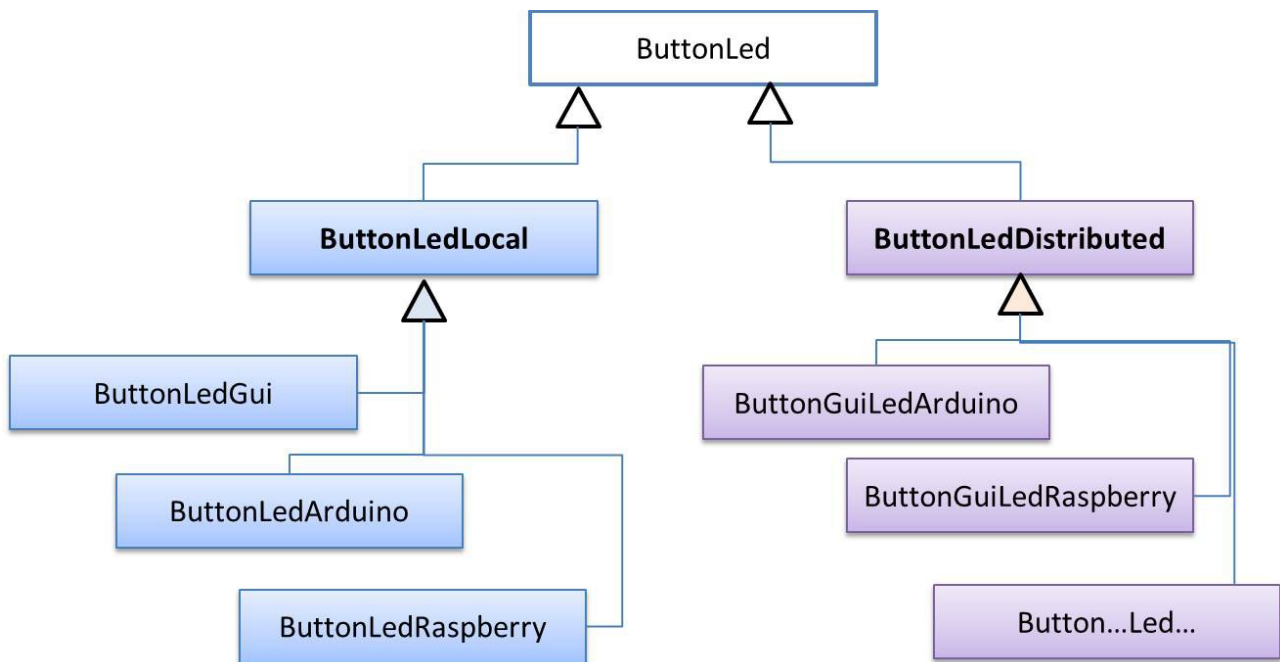 ButtonLed
ButtonLedLocal
ButtonLedDistributed
ButtonLedGui
ButtonGuiLedArduino
ButtonLedArduino
ButtonGuiLedRaspberry
ButtonLedRaspberry
Button...Led...